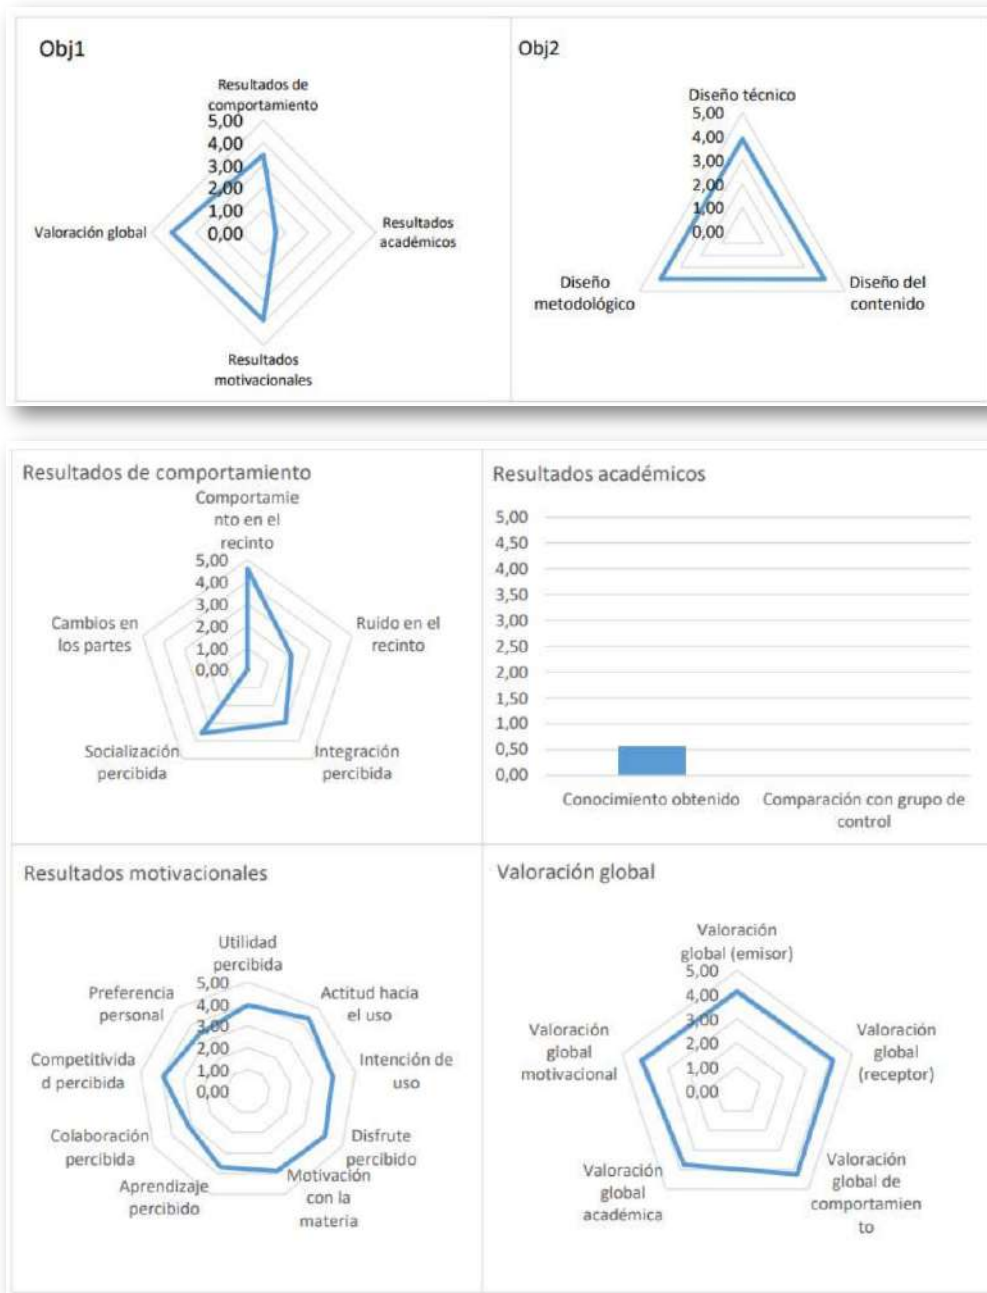 Obj1
Resultados de
comportamiento
5,00
4,00
3,00
2,00
1,00
0,00
Valoración global
Resultados
académicos
Resultados
motivacionales
Obj2
Diseño técnico
5,00
4,00
3,00
2,00
1,00
0,00
Diseño
metodológico
Diseño del
contenido
Resultados de comportamiento
Comportamie
nto en el
recinto
5,00
4,00
3,00
2,00
1,00
0,00
Cambios en
los partes
Ruido en el
recinto
Socialización
percibida
Integración
percibida
Resultados académicos
5,00
4,50
4,00
3,50
3,00
2,50
2,00
1,50
1,00
0,50
0,00
Conocimiento obtenido
Comparación con grupo de
control
Resultados motivacionales
Utilidad
percibida
5,00
4,00
3,00
2,00
1,00
0,00
Preferencia
personal
Actitud hacia
el uso
Competitivida
d percibida
Intención de
uso
Colaboración
percibida
Disfrute
percibido
Aprendizaje
percibido
Motivación
con la
materia
Valoración global
Valoración
global (emisor)
5,00
4,00
3,00
2,00
1,00
0,00
Valoración
global
motivacional
Valoración
global
(receptor)
Valoración
global
académica
Valoración
global de
comportamien
to